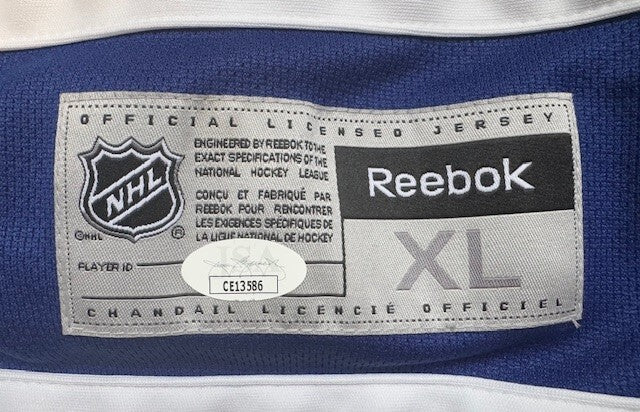 OFFICIAL LICENSED JERSEY
NHL
©NHL ®
ENGINEERED BY REEBOK TO THE
EXACT SPECIFICATIONS OF THE
NATIONAL HOCKEY LEAGUE
CONÇU ET FABRIQUÉ PAR
REEBOK POUR RENCONTRER
LES EXIGENCES SPÉCIFIQUES DE
LA LIGUE NATIONAL DE HOCKEY
PLAYER ID
JSA
CE13586
Reebok
XL
CHANDAIL LICENCIÉ OFFICIEL